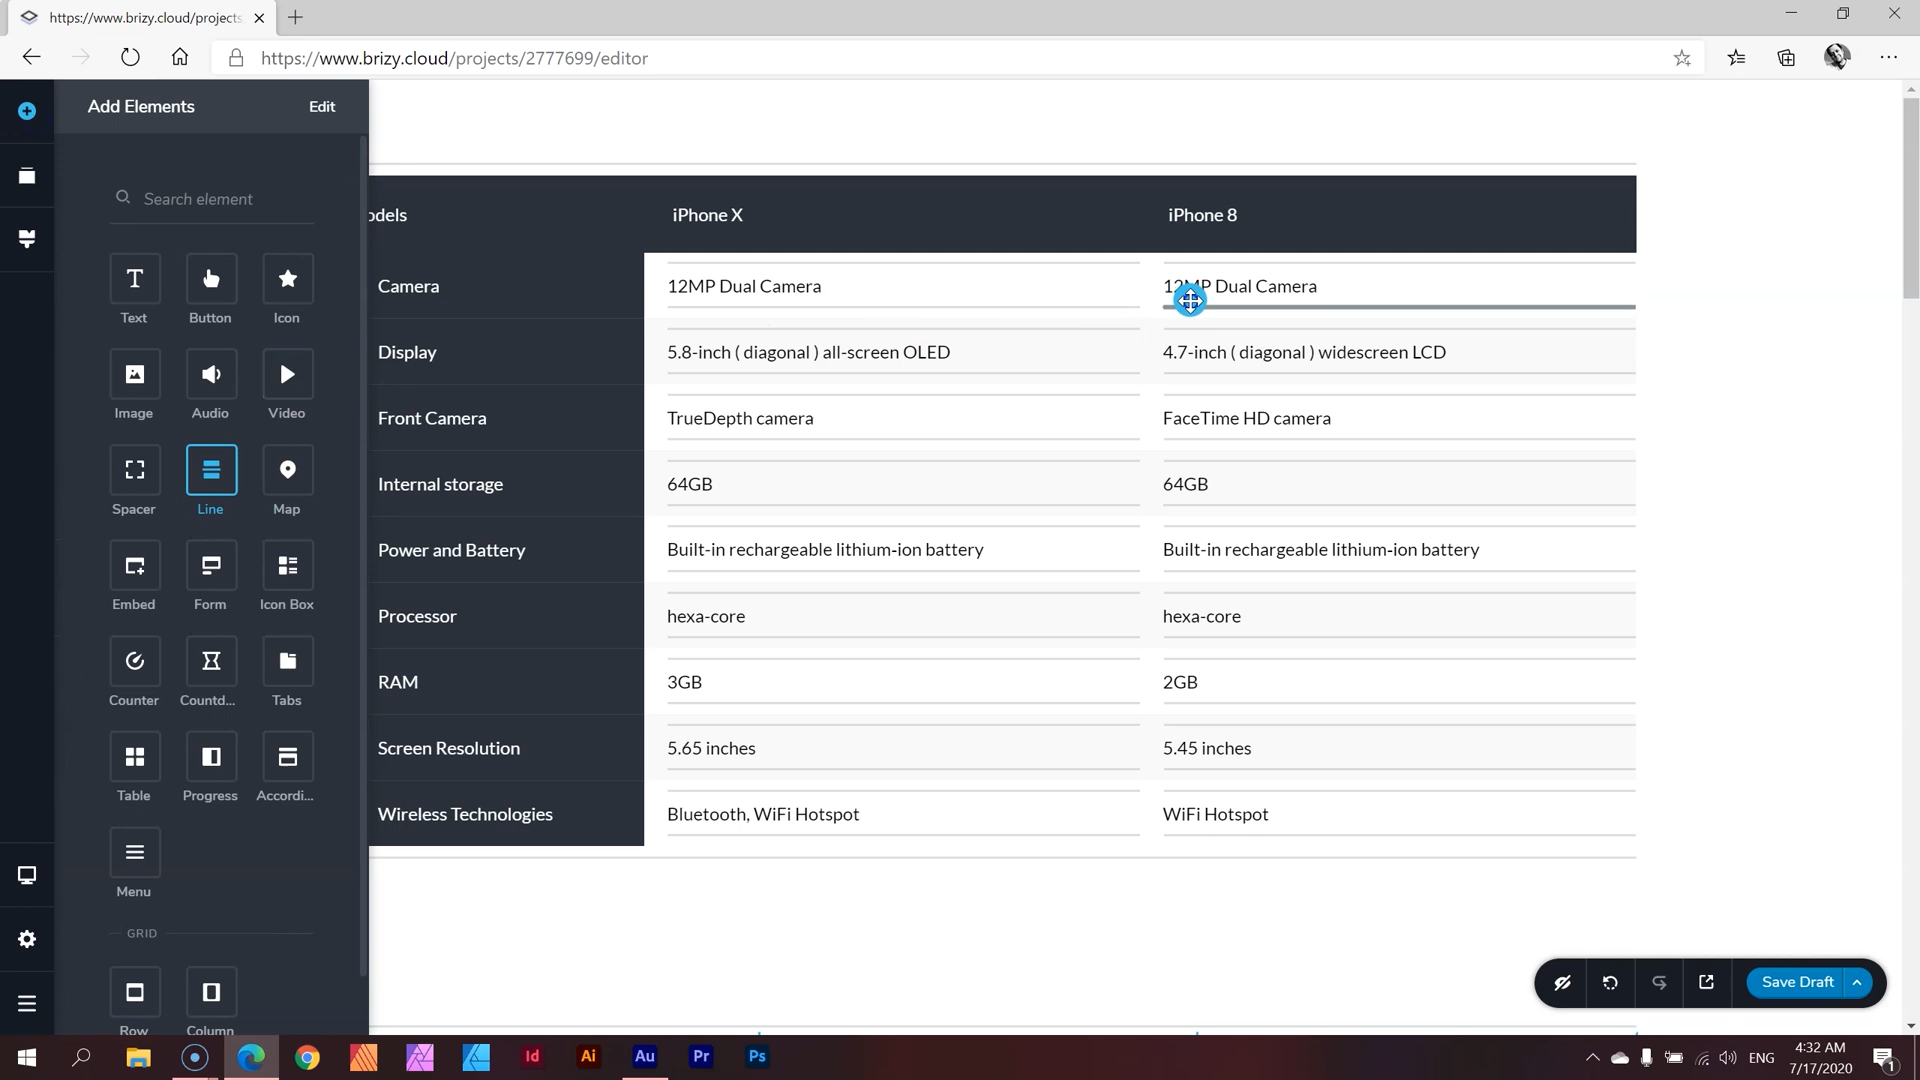 https://www.brizy.cloud/projects
https://www.brizy.cloud/projects/2777699/editor
Add Elements
Edit
Search element
Text
Button
Icon
Image
Audio
Video
Spacer
Line
Map
Embed
Form
Icon Box
Counter
Countd...
Tabs
Table
Progress
Accordi...
Menu
GRID
Row
Column
odels
iPhone X
iPhone 8
Camera
12MP Dual Camera
12MP Dual Camera
Display
5.8-inch ( diagonal ) all-screen OLED
4.7-inch ( diagonal ) widescreen LCD
Front Camera
TrueDepth camera
FaceTime HD camera
Internal storage
64GB
64GB
Power and Battery
Built-in rechargeable lithium-ion battery
Built-in rechargeable lithium-ion battery
Processor
hexa-core
hexa-core
RAM
3GB
2GB
Screen Resolution
5.65 inches
5.45 inches
Wireless Technologies
Bluetooth, WiFi Hotspot
WiFi Hotspot
Save Draft
Id
Ai
Au
Pr
Ps
ENG
4:32 AM
7/17/2020
1